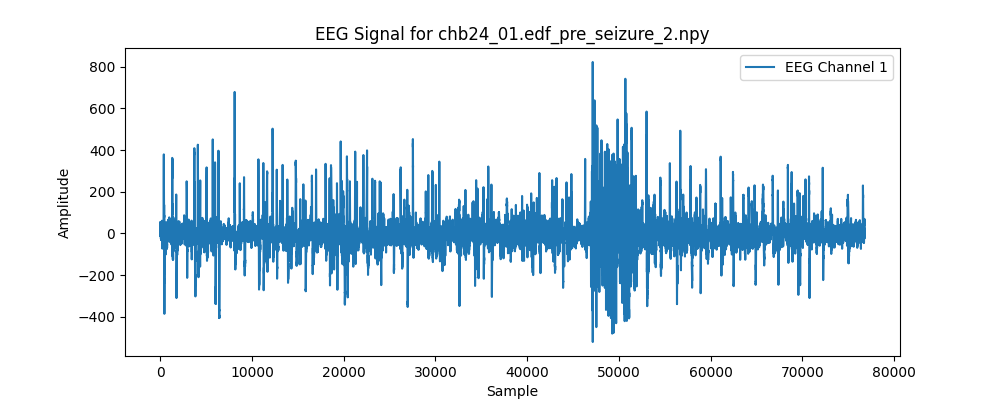 EEG Signal for chb24_01.edf_pre_seizure_2.npy
EEG Channel 1
Amplitude
800
600
400
200
0
−200
−400
0 10000 20000 30000 40000 50000 60000 70000 80000
Sample